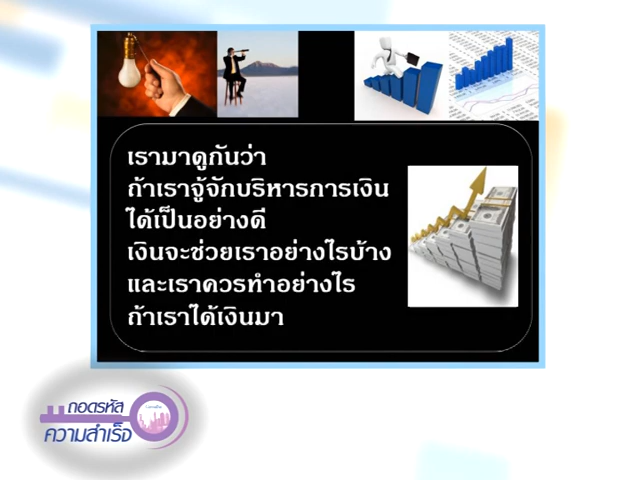 เรามาดูกันว่า
ถ้าเราจู้จักบริหารการเงิน
ได้เป็นอย่างดี
เงินจะช่วยเราอย่างไรบ้าง
และเราควรทำอย่างไร
ถ้าเราได้เงินมา
ถอดรหัส
ความสำเร็จ